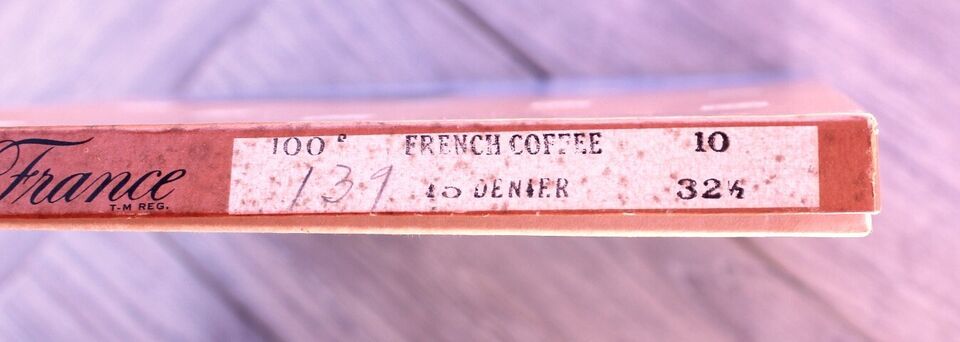 France
T-M REG.
100 s FRENCH COFFEE 10
139 15 DENIER 32½